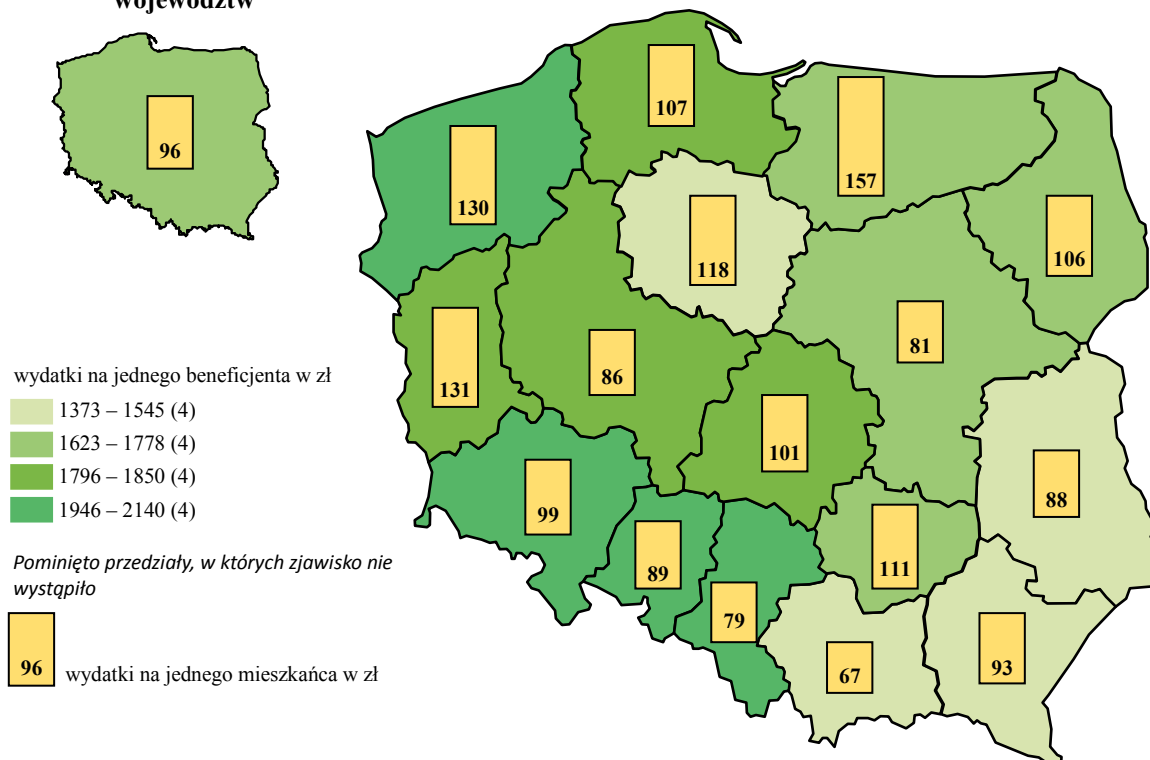 województw
96
107
157
130
106
118
81
86
131
101
wydatki na jednego beneficjenta w zł
1373 – 1545 (4)
1623 – 1778 (4)
1796 – 1850 (4)
1946 – 2140 (4)
88
99
111
89
Pominięto przedziały, w których zjawisko nie
wystąpiło
79
93
67
96 wydatki na jednego mieszkańca w zł